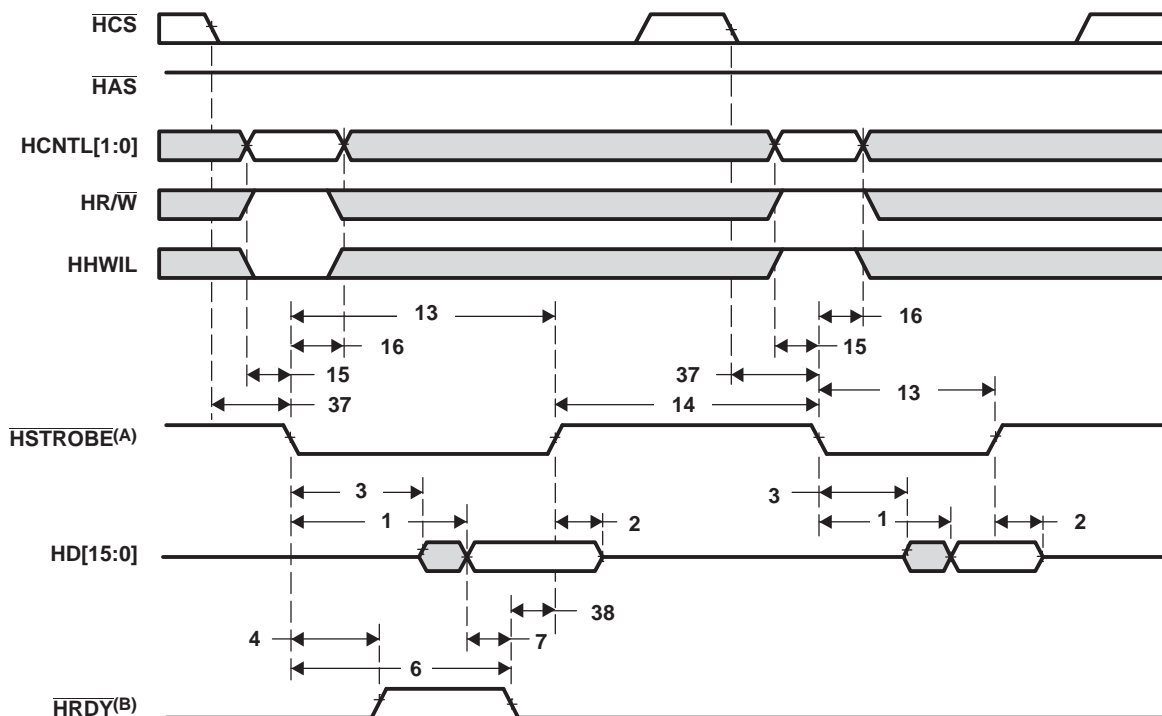 HCS
HAS
HCNTL[1:0]
HR/W
HHWIL
13
16
16
15
15
37
37
13
14
HSTROBE(A)
3
3
1
1
2
2
HD[15:0]
38
4
7
6
HRDY(B)